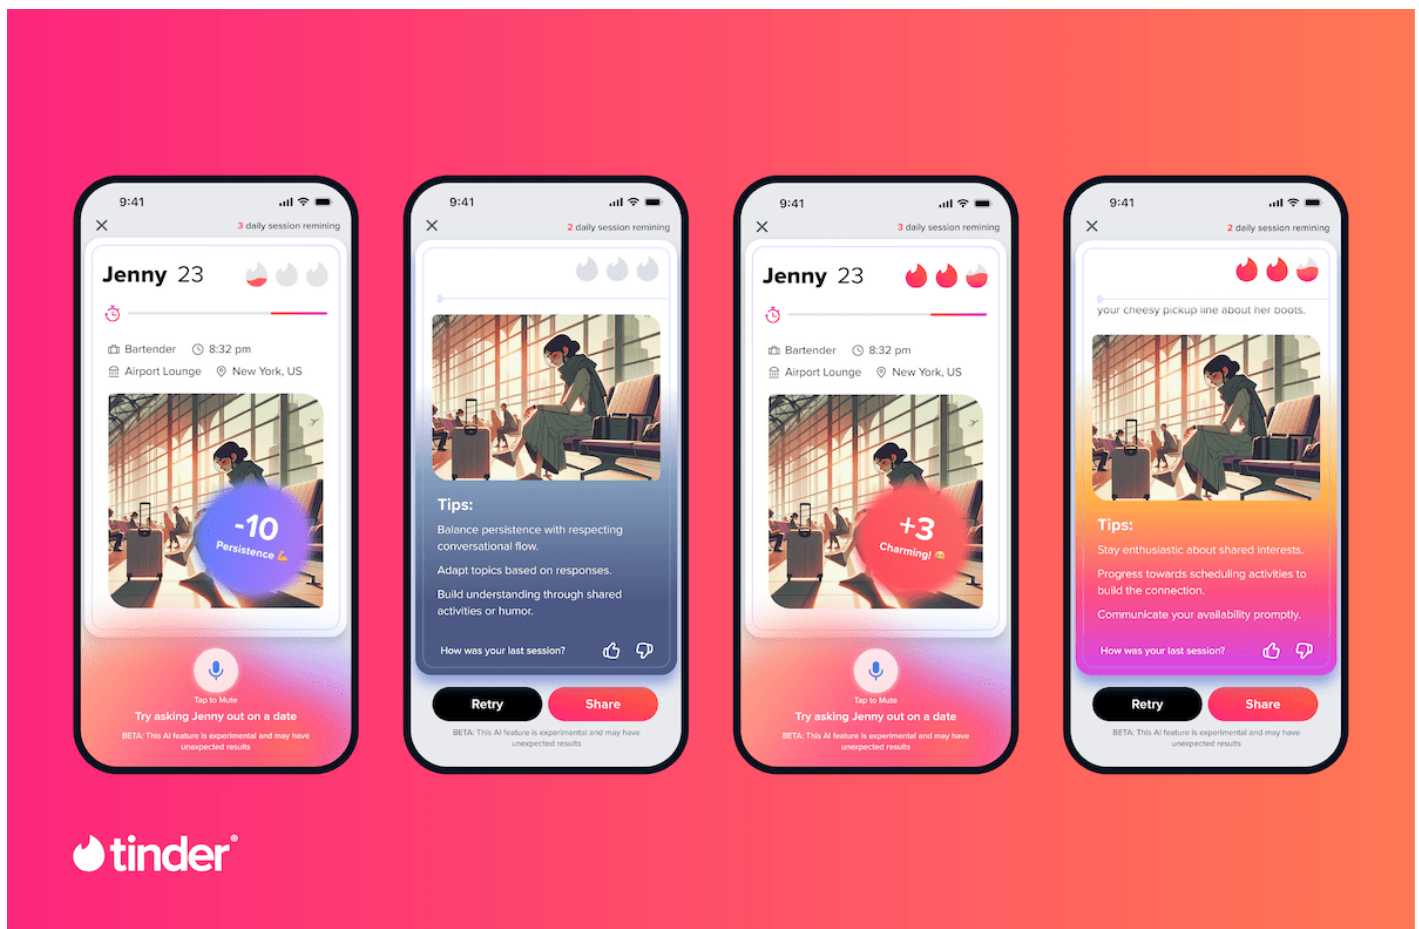 9:41
3 daily session remining
Jenny 23
Bartender 8:32 pm
Airport Lounge New York, US
-10
Persistence 💪
Tap to Mute
Try asking Jenny out on a date
BETA: This AI feature is experimental and may have
unexpected results
9:41
2 daily session remining
Tips:
Balance persistence with respecting
conversational flow.
Adapt topics based on responses.
Build understanding through shared
activities or humor.
How was your last session?
Retry Share
BETA: This AI feature is experimental and may have
unexpected results
9:41
3 daily session remining
Jenny 23
Bartender 8:32 pm
Airport Lounge New York, US
+3
Charming!
Tap to Mute
Try asking Jenny out on a date
BETA: This AI feature is experimental and may have
unexpected results
9:41
2 daily session remining
your cheesy pickup line about her boots.
Tips:
Stay enthusiastic about shared interests.
Progress towards scheduling activities to
build the connection.
Communicate your availability promptly.
How was your last session?
Retry Share
BETA: This AI feature is experimental and may have
unexpected results
tinder®